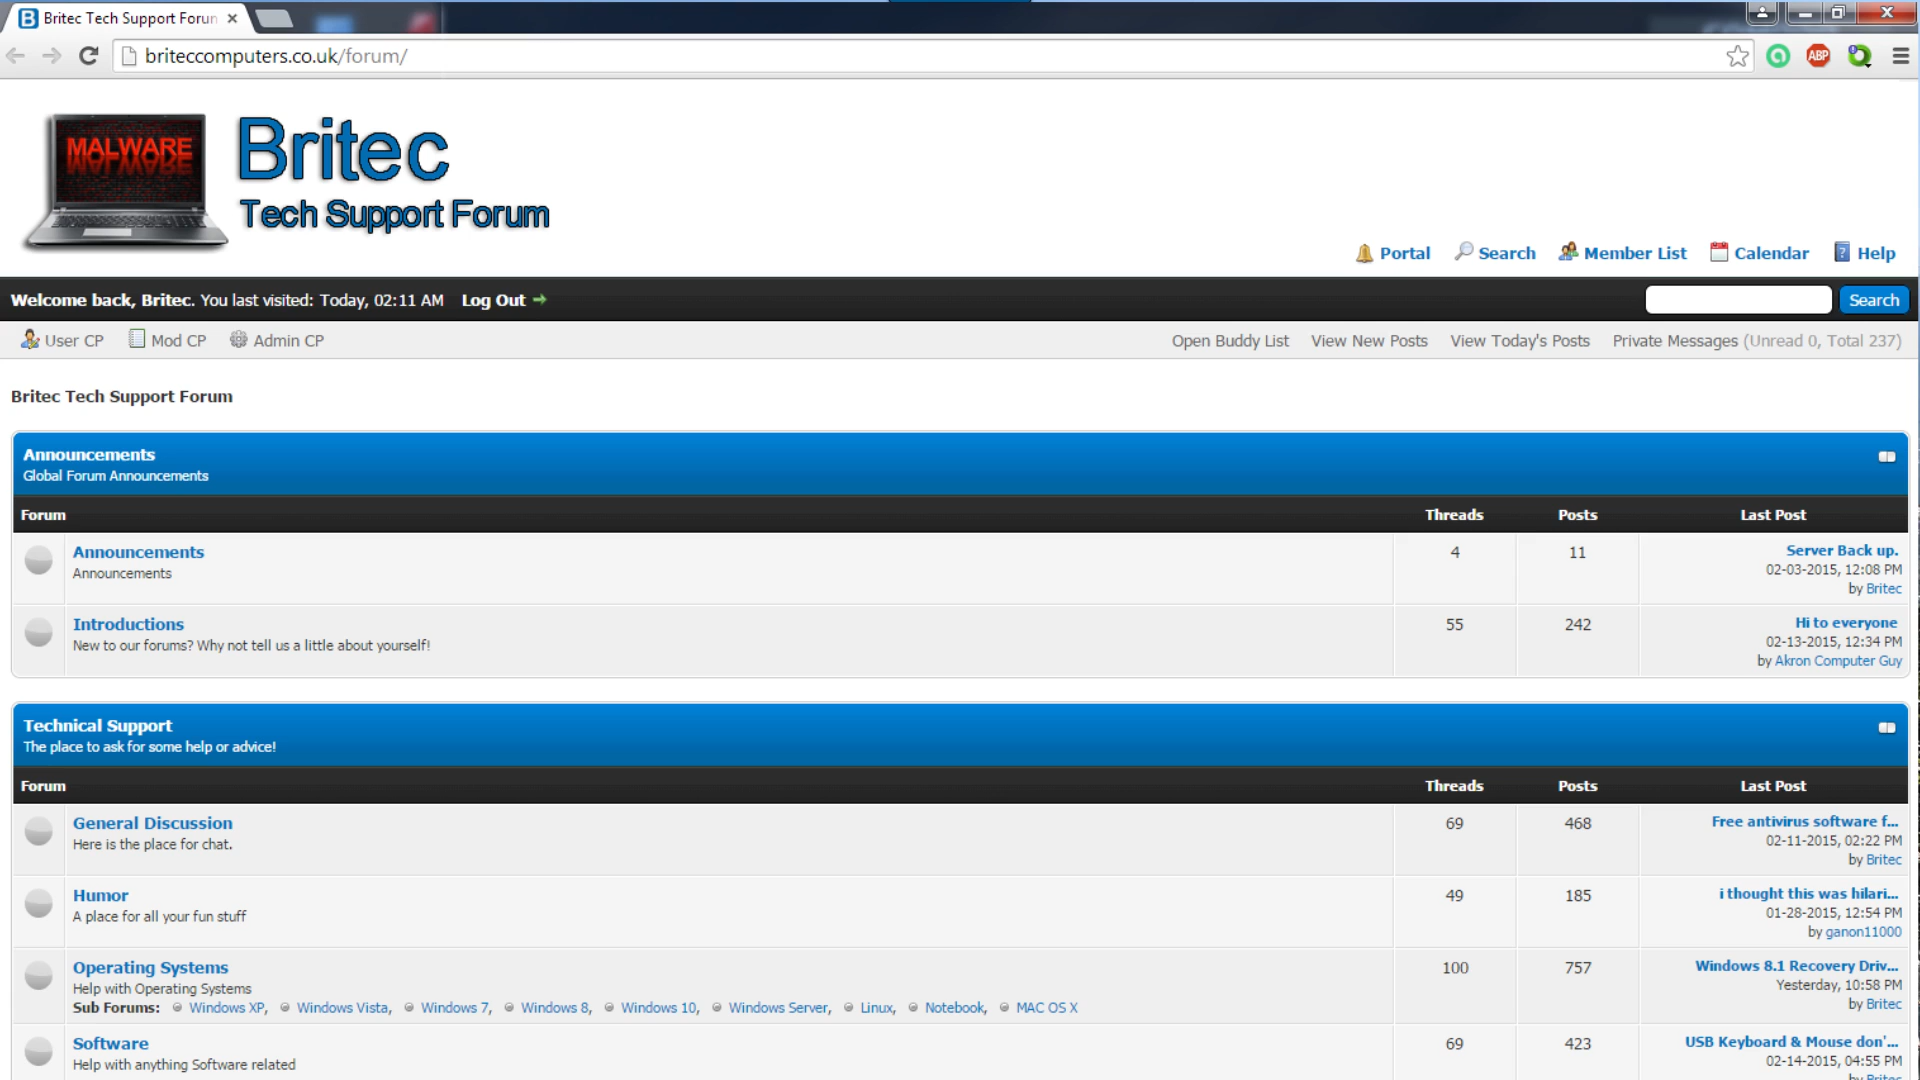 Britec Tech Support Forun
briteccomputers.co.uk/forum/
ABP
MALWARE
Britec
Tech Support Forum
Portal Search Member List Calendar Help
Welcome back, Britec. You last visited: Today, 02:11 AM Log Out
Search
User CP Mod CP Admin CP Open Buddy List View New Posts View Today's Posts Private Messages (Unread 0, Total 237)
Britec Tech Support Forum
Announcements
Global Forum Announcements
Forum Threads Posts Last Post
Announcements 4 11 Server Back up.
Announcements 02-03-2015, 12:08 PM
by Britec
Introductions 55 242 Hi to everyone
New to our forums? Why not tell us a little about yourself! 02-13-2015, 12:34 PM
by Akron Computer Guy
Technical Support
The place to ask for some help or advice!
Forum Threads Posts Last Post
General Discussion 69 468 Free antivirus software f...
Here is the place for chat. 02-11-2015, 02:22 PM
by Britec
Humor 49 185 i thought this was hilari...
A place for all your fun stuff 01-28-2015, 12:54 PM
by ganon11000
Operating Systems 100 757 Windows 8.1 Recovery Driv...
Help with Operating Systems Yesterday, 10:58 PM
Sub Forums: Windows XP, Windows Vista, Windows 7, Windows 8, Windows 10, Windows Server, Linux, Notebook, MAC OS X by Britec
Software 69 423 USB Keyboard & Mouse don'...
Help with anything Software related 02-14-2015, 04:55 PM
by Britec